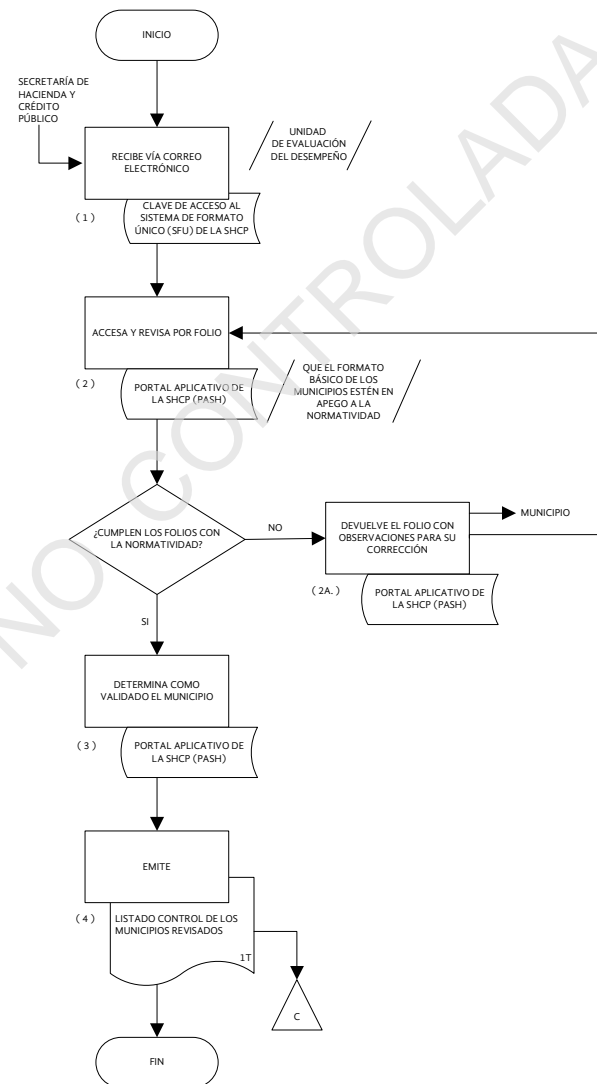 INICIO
SECRETARÍA DE
HACIENDA Y
CRÉDITO
PÚBLICO
RECIBE VÍA CORREO
ELECTRÓNICO
UNIDAD
DE EVALUACIÓN
DEL DESEMPEÑO
( 1 )
CLAVE DE ACCESO AL
SISTEMA DE FORMATO
ÚNICO (SFU) DE LA SHCP
ACCESA Y REVISA POR FOLIO
( 2 )
PORTAL APLICATIVO DE
LA SHCP (PASH)
QUE EL FORMATO
BÁSICO DE LOS
MUNICIPIOS ESTÉN EN
APEGO A LA
NORMATIVIDAD
¿CUMPLEN LOS FOLIOS CON
LA NORMATIVIDAD?
NO
DEVUELVE EL FOLIO CON
OBSERVACIONES PARA SU
CORRECCIÓN
MUNICIPIO
( 2A. )
PORTAL APLICATIVO DE
LA SHCP (PASH)
SI
DETERMINA COMO
VALIDADO EL MUNICIPIO
( 3 )
PORTAL APLICATIVO DE
LA SHCP (PASH)
EMITE
( 4 )
LISTADO CONTROL DE LOS
MUNICIPIOS REVISADOS
1T
C
FIN
NO CONTROLADA